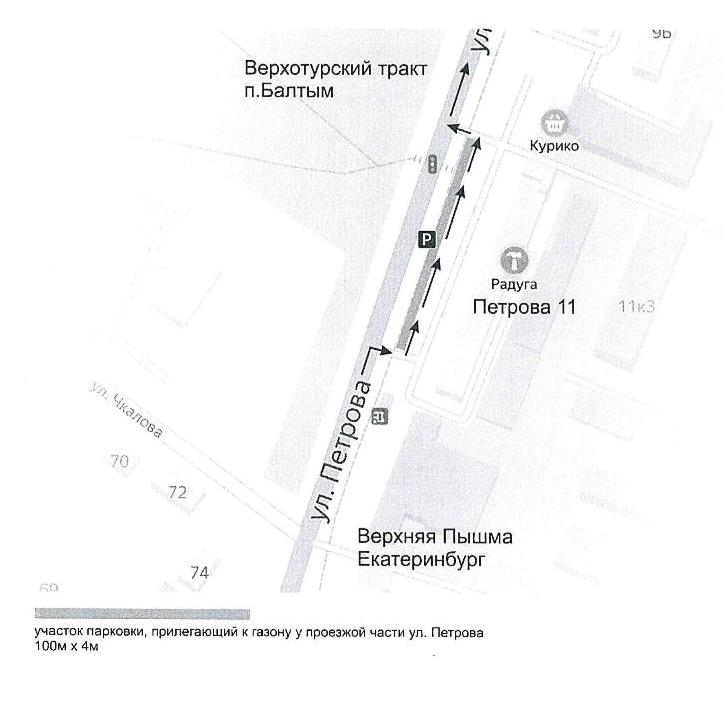 ул.
9Б
Верхотурский тракт
п.Балтым
Курико
P
Радуга
Петрова 11
11к3
ул. Чкалова
ул. Петрова
70
72
Верхняя Пышма
Екатеринбург
74
69
участок парковки, прилегающий к газону у проезжей части ул. Петрова
100м х 4м